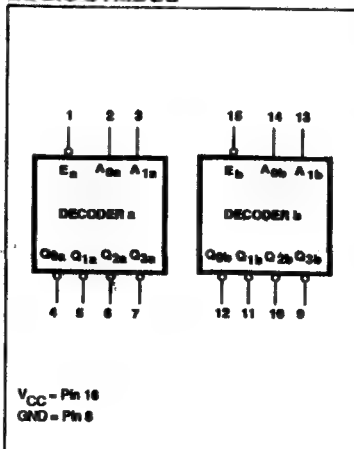 1 2 3 15 14 13
Ea A0a A1a Eb A0b A1b
DECODER a DECODER b
Q0a Q1a Q2a Q3a Q0b Q1b Q2b Q3b
4 5 6 7 12 11 10 9
VCC = Pin 16
GND = Pin 8